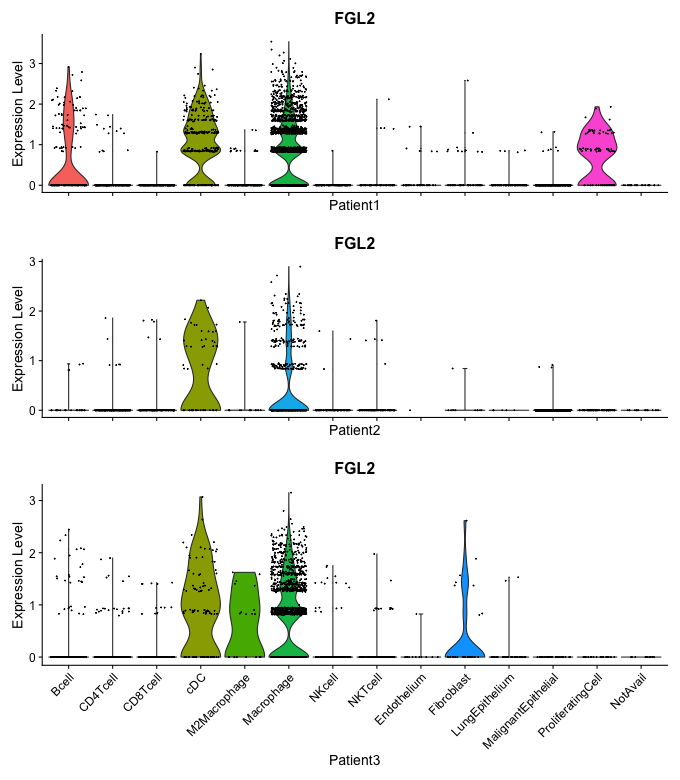 FGL2
Expression Level
3
2
1
0
Patient1
FGL2
Expression Level
3
2
1
0
Patient2
FGL2
Expression Level
3
2
1
0
Bcell
CD4Tcell
CD8Tcell
cDC
M2Macrophage
Macrophage
NKcell
NKTcell
Endothelium
Fibroblast
LungEpithelium
MalignantEpithelial
ProliferatingCell
NotAvail
Patient3